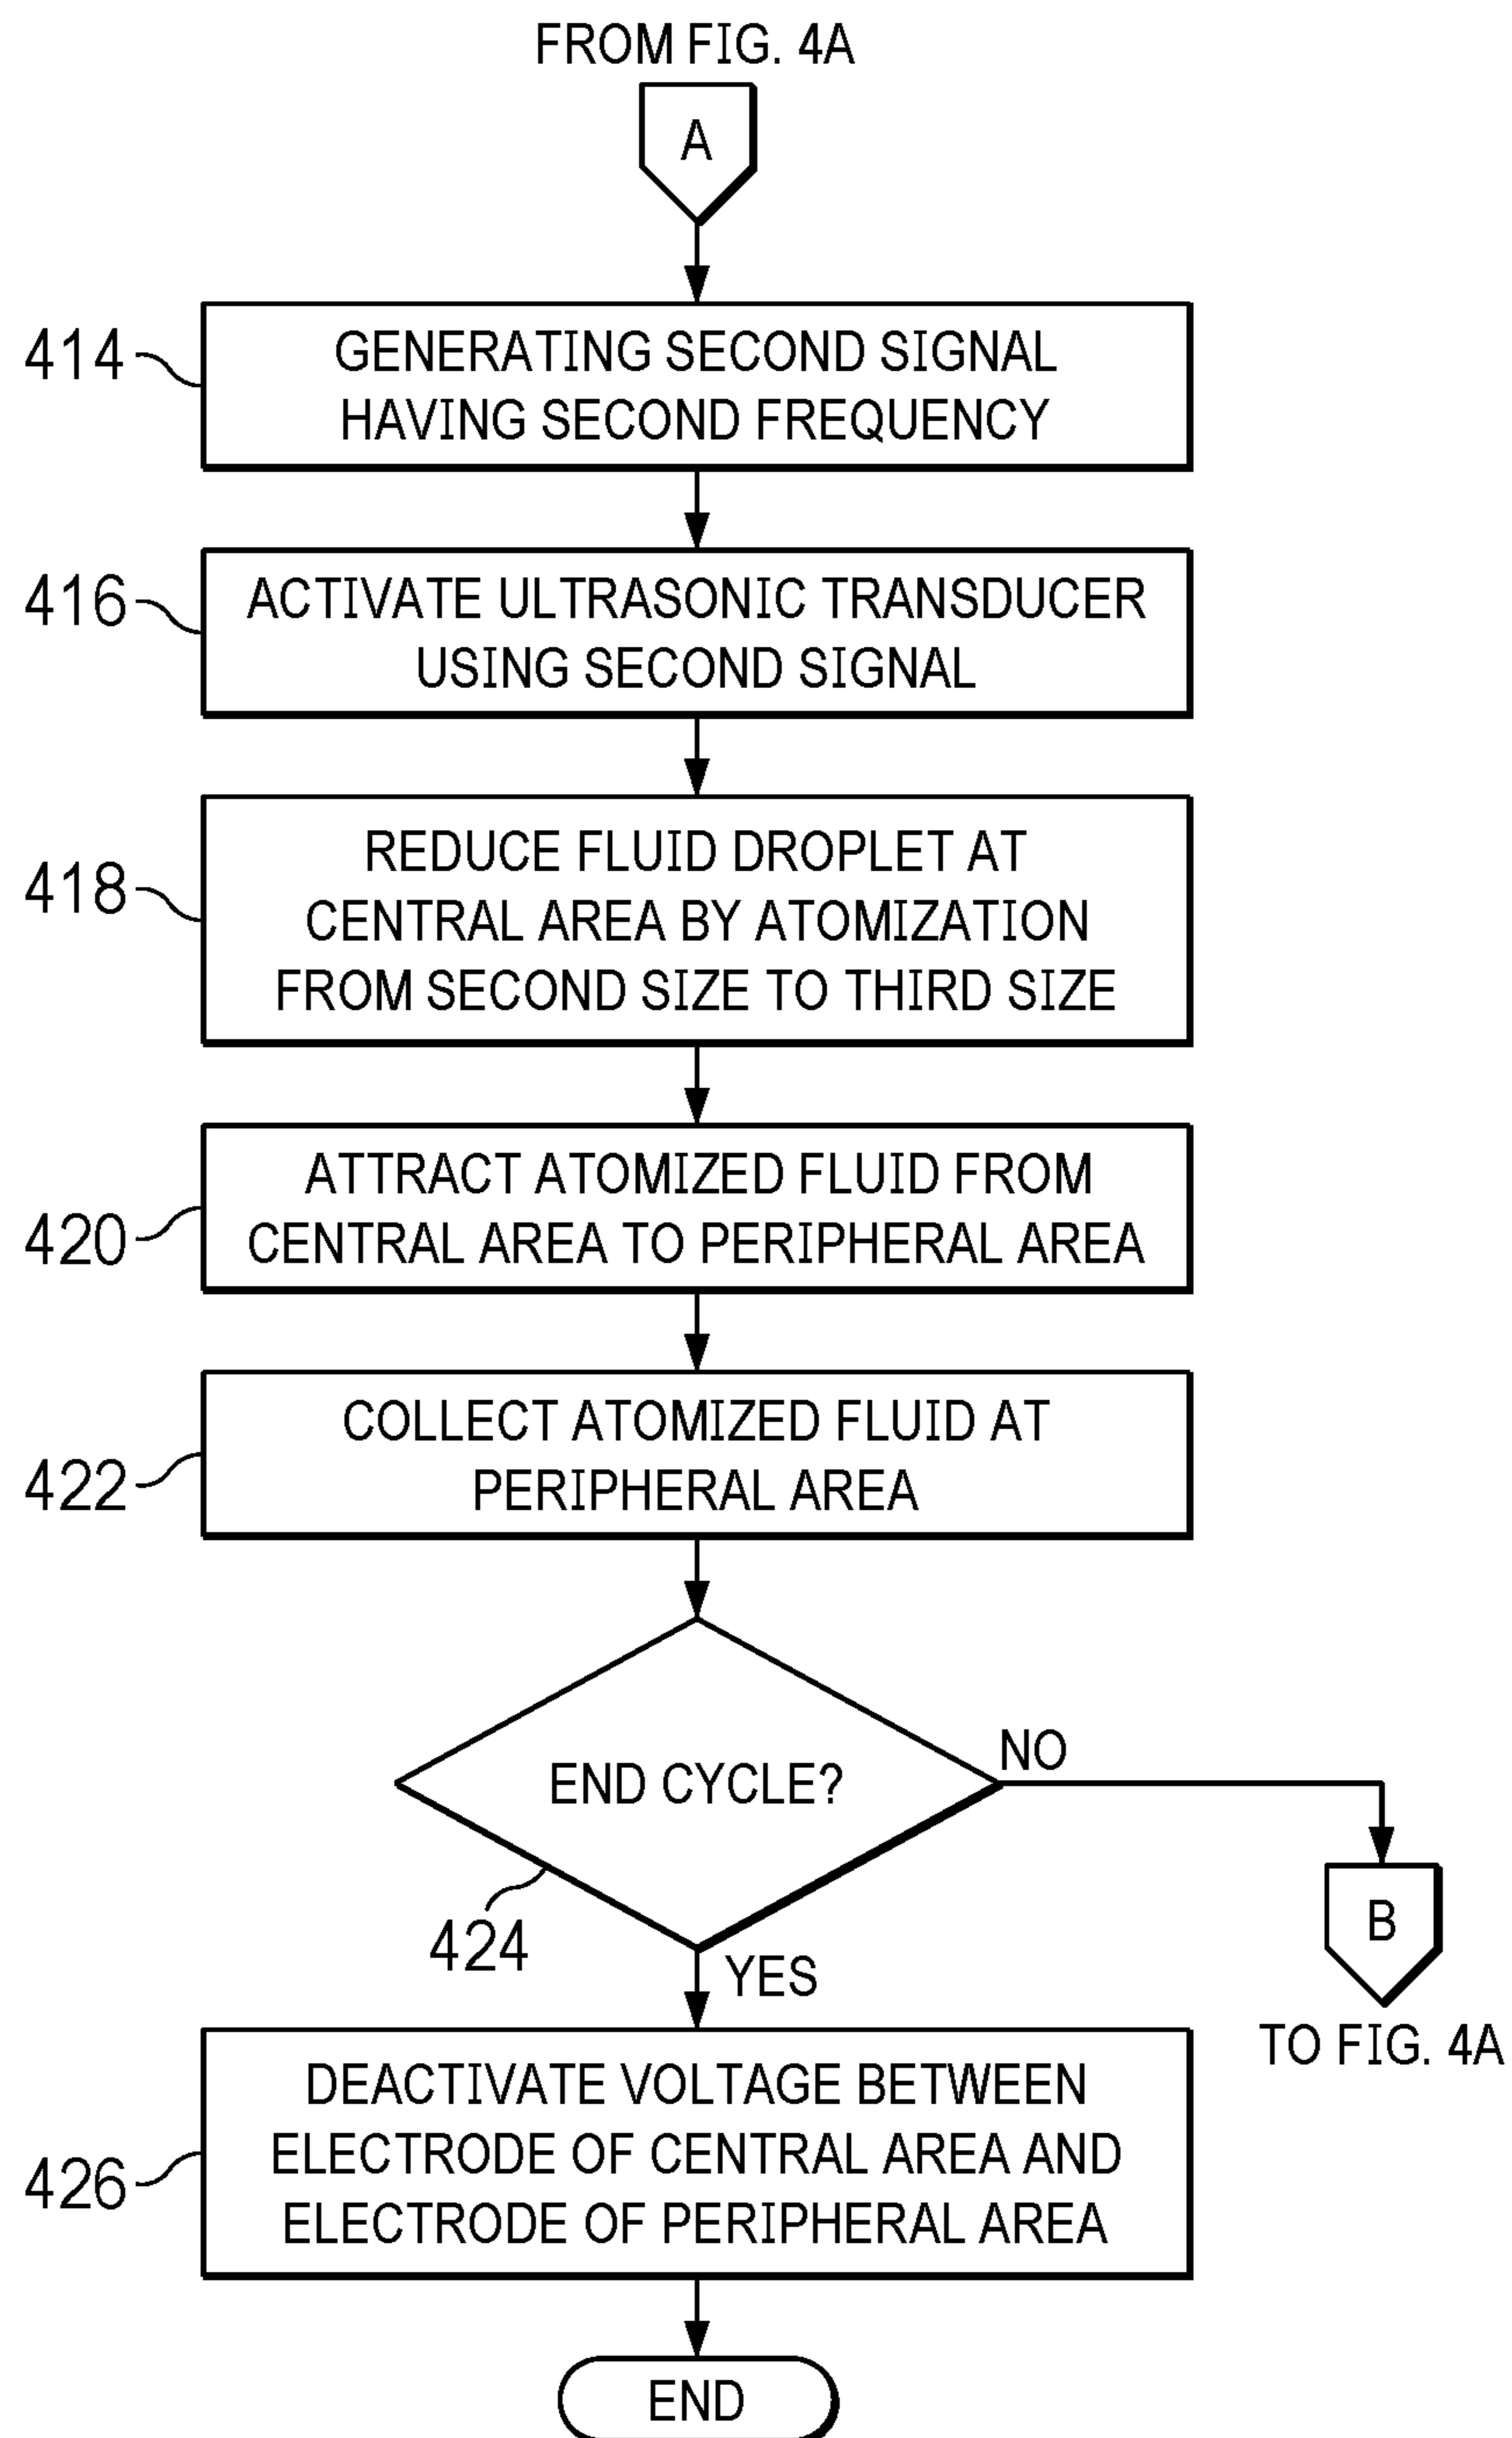 FROM FIG. 4A
A
414
GENERATING SECOND SIGNAL
HAVING SECOND FREQUENCY
416
ACTIVATE ULTRASONIC TRANSDUCER
USING SECOND SIGNAL
418
REDUCE FLUID DROPLET AT
CENTRAL AREA BY ATOMIZATION
FROM SECOND SIZE TO THIRD SIZE
420
ATTRACT ATOMIZED FLUID FROM
CENTRAL AREA TO PERIPHERAL AREA
422
COLLECT ATOMIZED FLUID AT
PERIPHERAL AREA
END CYCLE?
NO
424
YES
B
TO FIG. 4A
426
DEACTIVATE VOLTAGE BETWEEN
ELECTRODE OF CENTRAL AREA AND
ELECTRODE OF PERIPHERAL AREA
END